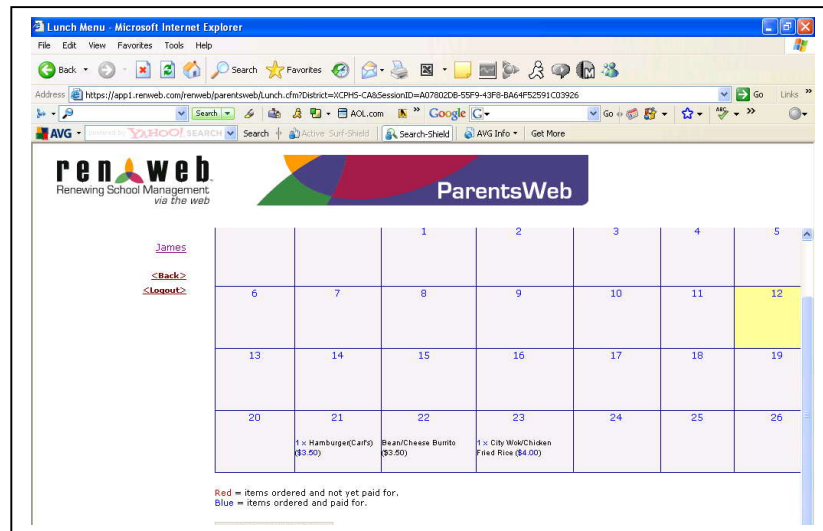 Lunch Menu - Microsoft Internet Explorer
File Edit View Favorites Tools Help
Back Search Favorites
Address https://app1.renweb.com/renweb/parentsweb/Lunch.cfm?District=XCPHS-CA&SessionID=A07802DB-55F9-43F8-BA64F52591C03926 Go Links »
Search AOL.com » Google G Go ABC »
AVG powered by YAHOO! SEARCH Search Active Surf-Shield Search-Shield AVG Info Get More
renweb
Renewing School Management
via the web
ParentsWeb
James
<Back>
<Logout>
1 2 3 4 5
6 7 8 9 10 11 12
13 14 15 16 17 18 19
20 21 22 23 24 25 26
1 x Hamburger(Carl's) Bean/Cheese Burrito 1 x City Wok/Chicken
($3.50) ($3.50) Fried Rice ($4.00)
Red = items ordered and not yet paid for.
Blue = items ordered and paid for.